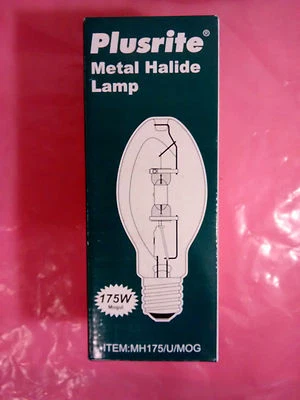 Plusrite®
Metal Halide
Lamp
175W
Mogul
ITEM:MH175/U/MOG